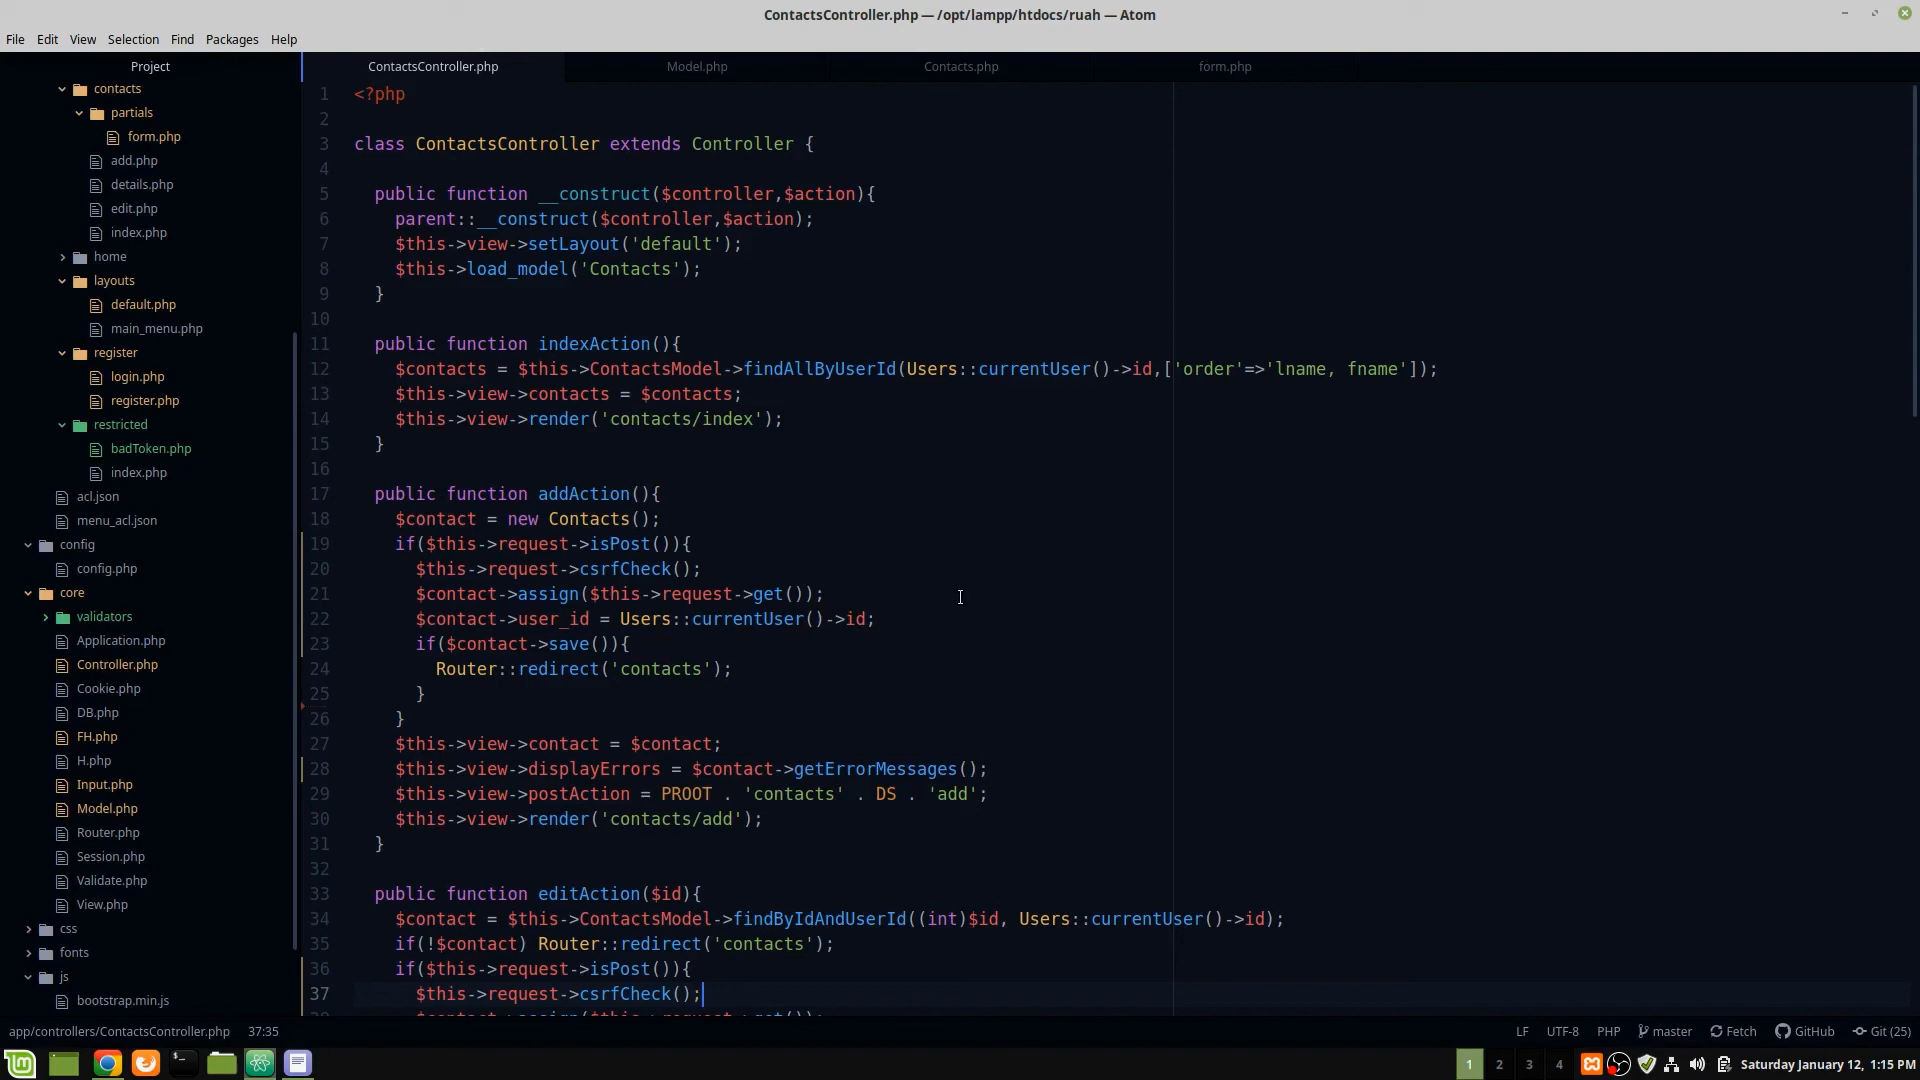 ContactsController.php — /opt/lampp/htdocs/ruah — Atom
File Edit View Selection Find Packages Help
Project
contacts
partials
form.php
add.php
details.php
edit.php
index.php
home
layouts
default.php
main_menu.php
register
login.php
register.php
restricted
badToken.php
index.php
acl.json
menu_acl.json
config
config.php
core
validators
Application.php
Controller.php
Cookie.php
DB.php
FH.php
H.php
Input.php
Model.php
Router.php
Session.php
Validate.php
View.php
css
fonts
js
bootstrap.min.js
ContactsController.php Model.php Contacts.php form.php
1 <?php
2
3 class ContactsController extends Controller {
4
5 public function __construct($controller,$action){
6 parent::__construct($controller,$action);
7 $this->view->setLayout('default');
8 $this->load_model('Contacts');
9 }
10
11 public function indexAction(){
12 $contacts = $this->ContactsModel->findAllByUserId(Users::currentUser()->id,['order'=>'lname, fname']);
13 $this->view->contacts = $contacts;
14 $this->view->render('contacts/index');
15 }
16
17 public function addAction(){
18 $contact = new Contacts();
19 if($this->request->isPost()){
20 $this->request->csrfCheck();
21 $contact->assign($this->request->get());
22 $contact->user_id = Users::currentUser()->id;
23 if($contact->save()){
24 Router::redirect('contacts');
25 }
26 }
27 $this->view->contact = $contact;
28 $this->view->displayErrors = $contact->getErrorMessages();
29 $this->view->postAction = PROOT . 'contacts' . DS . 'add';
30 $this->view->render('contacts/add');
31 }
32
33 public function editAction($id){
34 $contact = $this->ContactsModel->findByIdAndUserId((int)$id, Users::currentUser()->id);
35 if(!$contact) Router::redirect('contacts');
36 if($this->request->isPost()){
37 $this->request->csrfCheck();
app/controllers/ContactsController.php 37:35 LF UTF-8 PHP master Fetch GitHub Git (25)
1 2 3 4 Saturday January 12, 1:15 PM